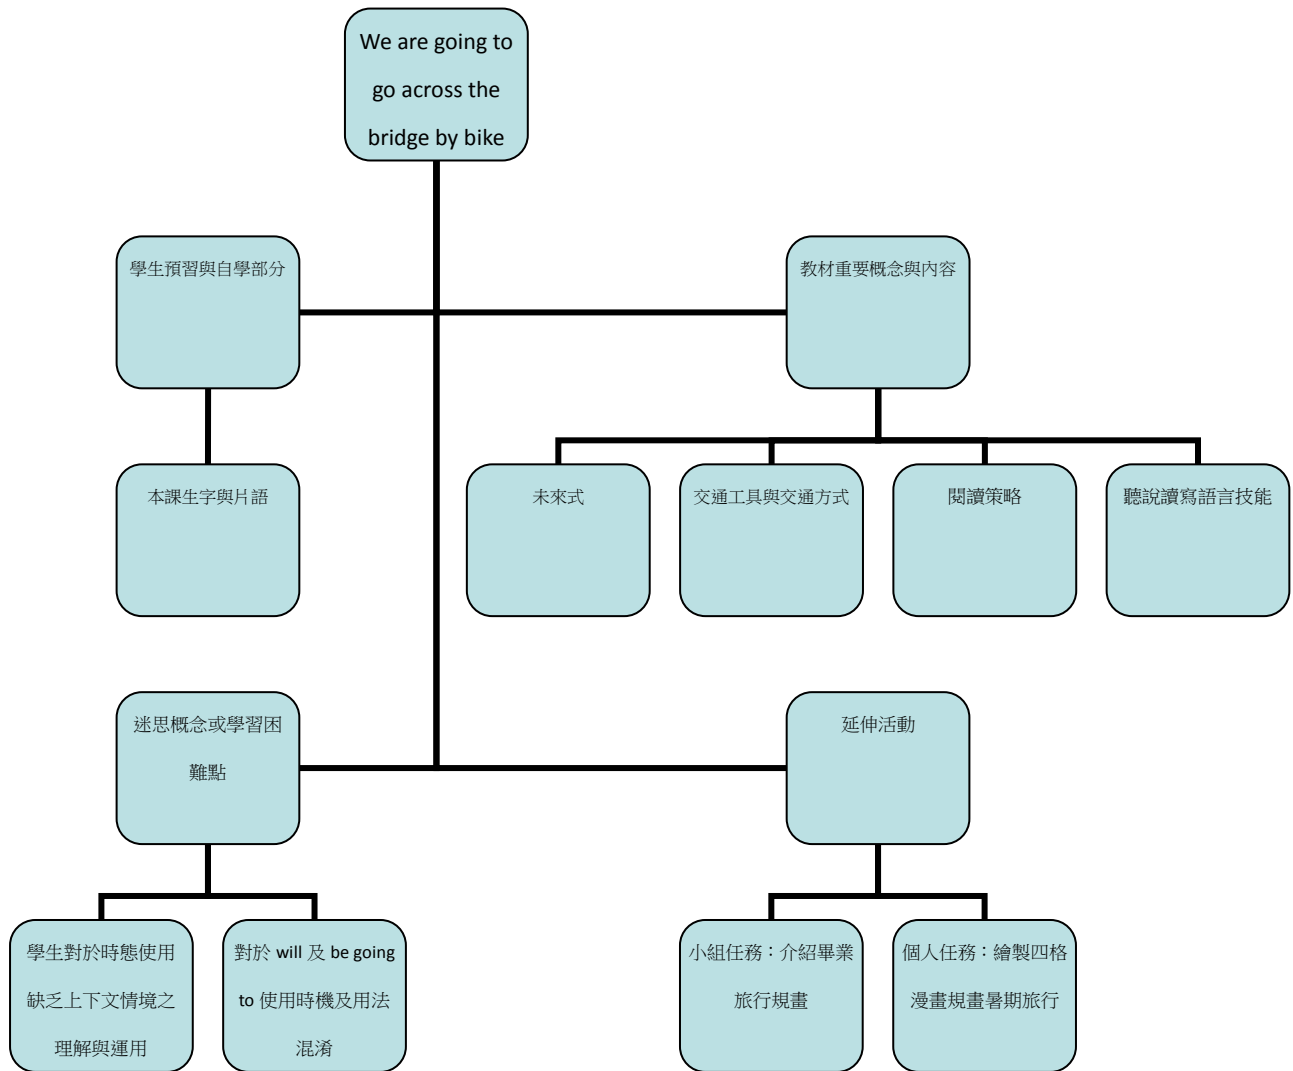 We are going to
go across the
bridge by bike
學生預習與自學部分
教材重要概念與內容
本課生字與片語
未來式
交通工具與交通方式
閱讀策略
聽說讀寫語言技能
迷思概念或學習困
難點
延伸活動
學生對於時態使用
缺乏上下文情境之
理解與運用
對於 will 及 be going
to 使用時機及用法
混淆
小組任務：介紹畢業
旅行規畫
個人任務：繪製四格
漫畫規畫暑期旅行